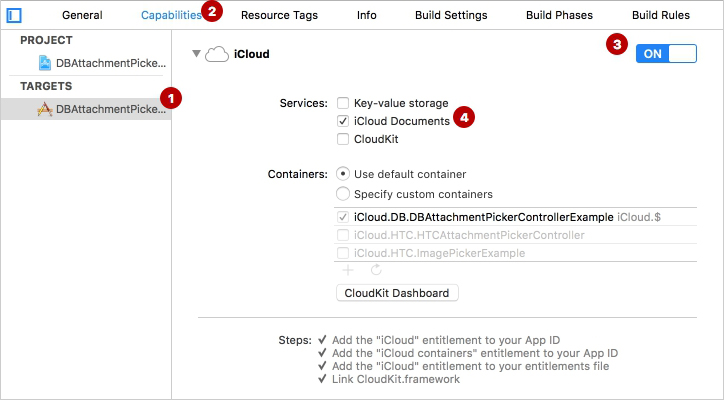 General Capabilities 2 Resource Tags Info Build Settings Build Phases Build Rules
PROJECT
DBAttachmentPicke...
TARGETS
DBAttachmentPicke... 1
iCloud 3 ON
Services: Key-value storage
iCloud Documents 4
CloudKit
Containers: Use default container
Specify custom containers
iCloud.DB.DBAttachmentPickerControllerExample iCloud.$
iCloud.HTC.HTCAttachmentPickerController
iCloud.HTC.ImagePickerExample
CloudKit Dashboard
Steps: ✓ Add the "iCloud" entitlement to your App ID
✓ Add the "iCloud containers" entitlement to your App ID
✓ Add the "iCloud" entitlement to your entitlements file
✓ Link CloudKit.framework